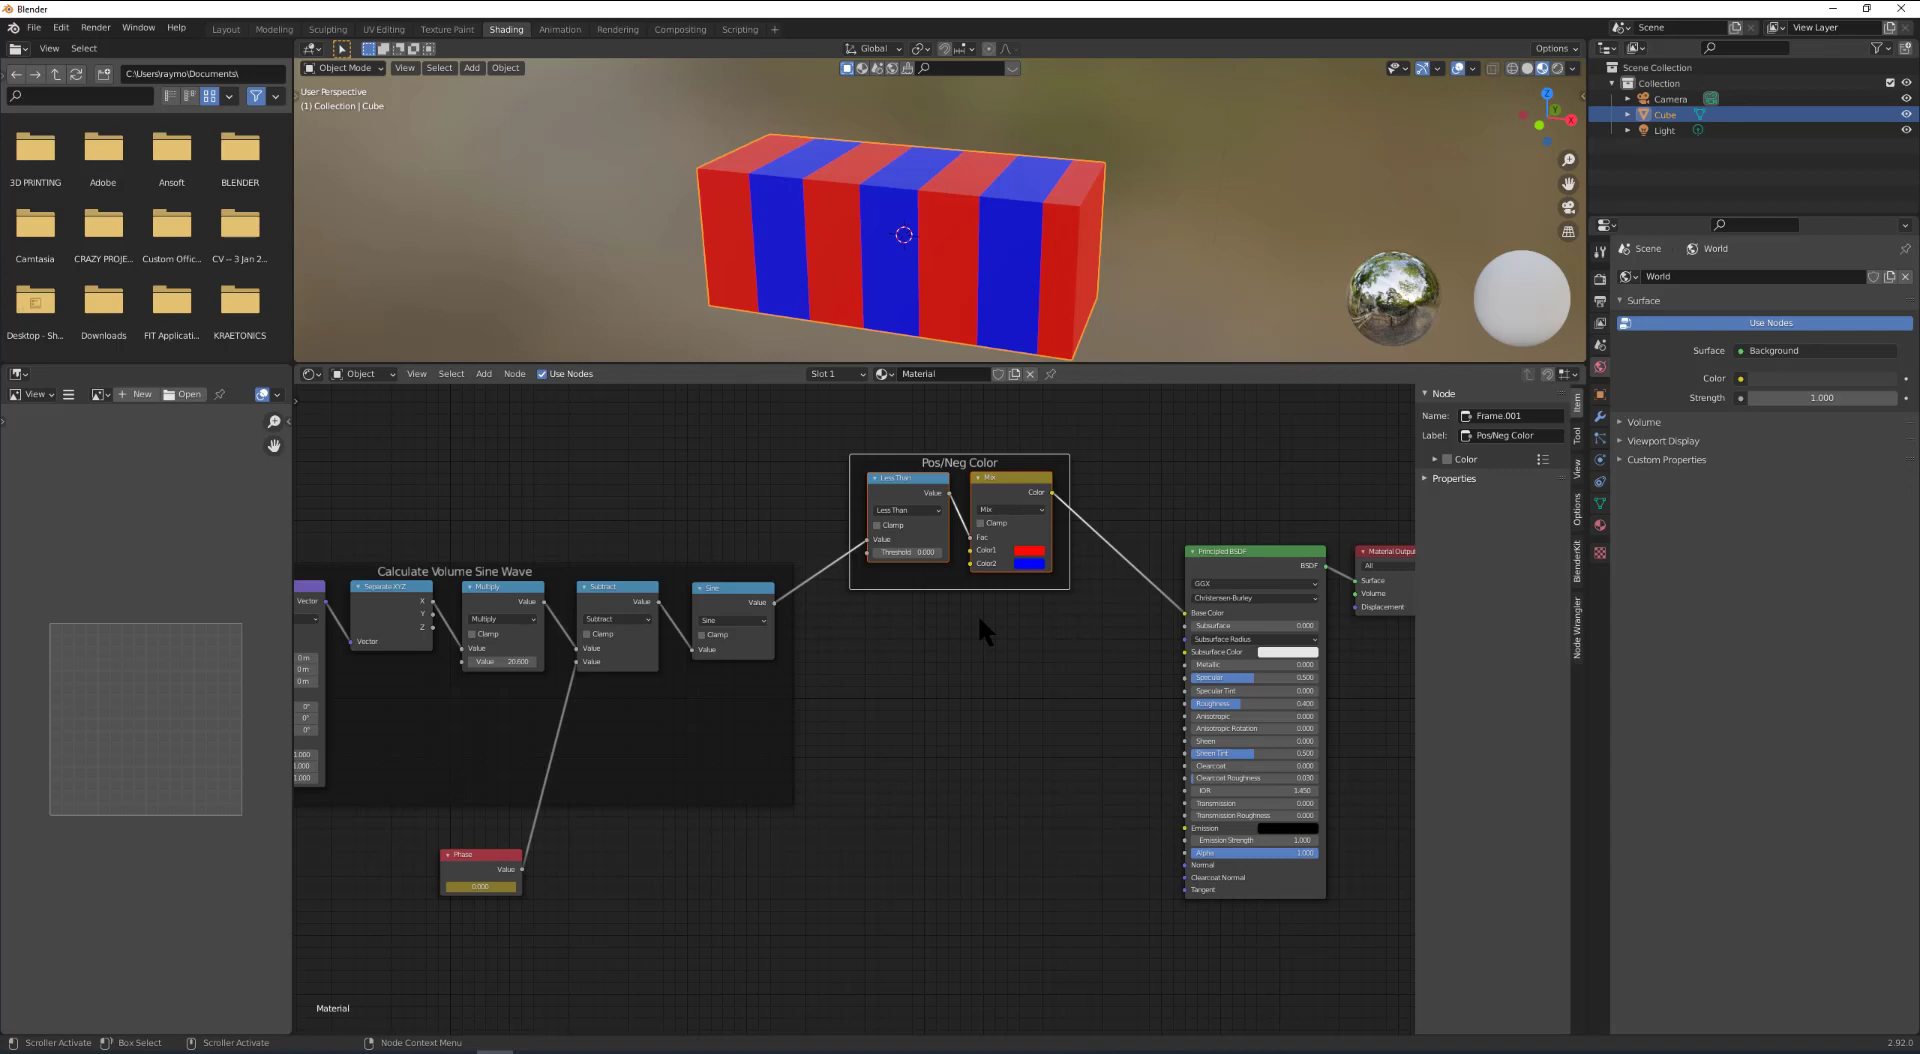 Blender
File Edit Render Window Help
Layout Modeling Sculpting UV Editing Texture Paint Shading Animation Rendering Compositing Scripting +
Scene
View Layer
View Select
Global
Options
C:\Users\raymo\Documents\
Object Mode View Select Add Object
User Perspective
(1) Collection | Cube
3D PRINTING Adobe Ansoft BLENDER
Camtasia CRAZY PROJE... Custom Offic... CV -- 3 Jan 2...
Desktop - Sh... Downloads FIT Applicati... KRAETONICS
Z
Y
X
Scene Collection
Collection
Camera
Cube
Light
Scene World
World
Surface
Use Nodes
Surface Background
Color
Strength 1.000
Volume
Viewport Display
Custom Properties
View New Open
Object View Select Add Node Use Nodes
Slot 1 Material
Node
Name: Frame.001
Label: Pos/Neg Color
Color
Properties
Item
Tool
View
Options
BlenderKit
Node Wrangler
Pos/Neg Color
Less Than
Value
Less Than
Clamp
Value
Threshold 0.000
Mix
Color
Mix
Clamp
Fac
Color1
Color2
Calculate Volume Sine Wave
Vector
0 m
0 m
0 m
0°
0°
0°
1.000
1.000
1.000
Separate XYZ
X
Y
Z
Vector
Multiply
Value
Multiply
Clamp
Value
Value 20.600
Subtract
Value
Subtract
Clamp
Value
Value
Sine
Value
Sine
Clamp
Value
Phase
Value
0.000
Principled BSDF
BSDF
GGX
Christensen-Burley
Base Color
Subsurface 0.000
Subsurface Radius
Subsurface Color
Metallic 0.000
Specular 0.500
Specular Tint 0.000
Roughness 0.400
Anisotropic 0.000
Anisotropic Rotation 0.000
Sheen 0.000
Sheen Tint 0.500
Clearcoat 0.000
Clearcoat Roughness 0.030
IOR 1.450
Transmission 0.000
Transmission Roughness 0.000
Emission
Emission Strength 1.000
Alpha 1.000
Normal
Clearcoat Normal
Tangent
Material Output
All
Surface
Volume
Displacement
Material
Scroller Activate Box Select Scroller Activate Node Context Menu 2.92.0